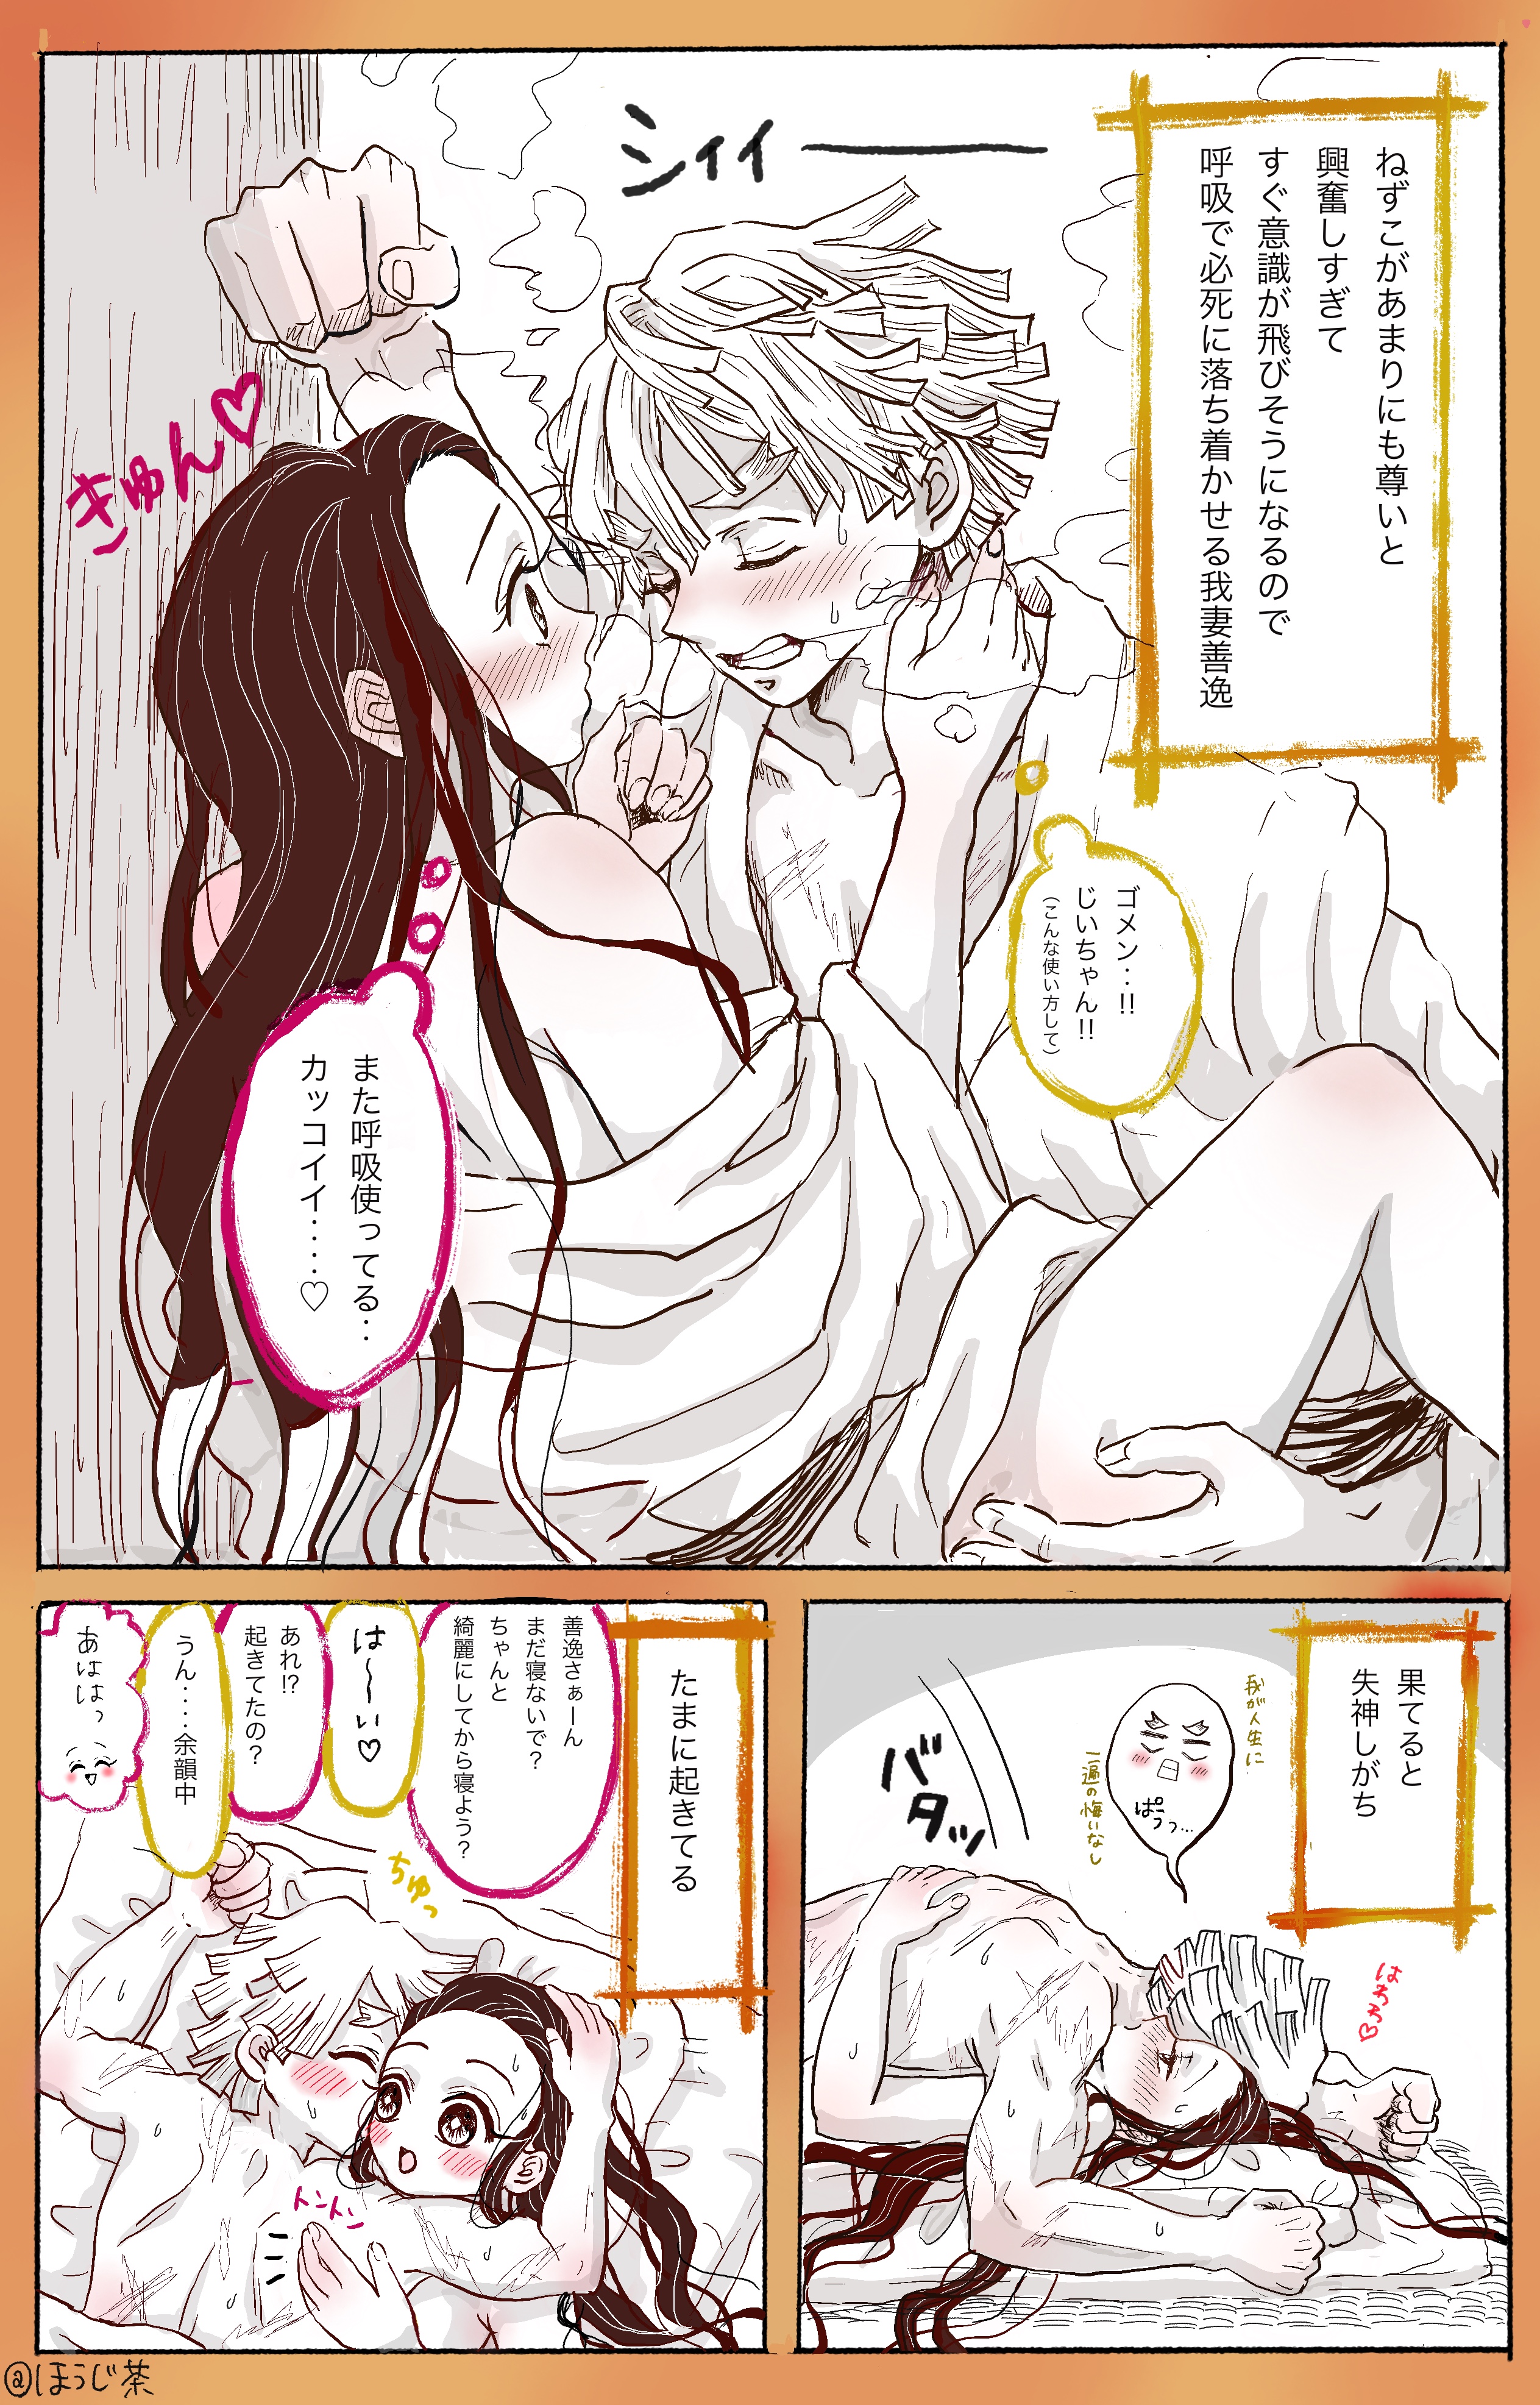 シィィー
ねずこがあまりにも尊いと
興奮しすぎて
すぐ意識が飛びそうになるので
呼吸で必死に落ち着かせる我妻善逸
きゅん♡
ゴメン‥!!
じいちゃん!!
(こんな使い方して)
また呼吸使ってる‥
カッコイイ‥‥♡
果てると
失神しがち
我が人生に
一遍の悔いなし
ぱうっ…
バタッ
はわわ♡
たまに起きてる
善逸さぁーん
まだ寝ないで?
ちゃんと
綺麗にしてから寝よう?
は〜い♡
あれ!?
起きてたの?
うん‥‥余韻中
あははっ
ちゅっ
トントン
@ほうじ茶